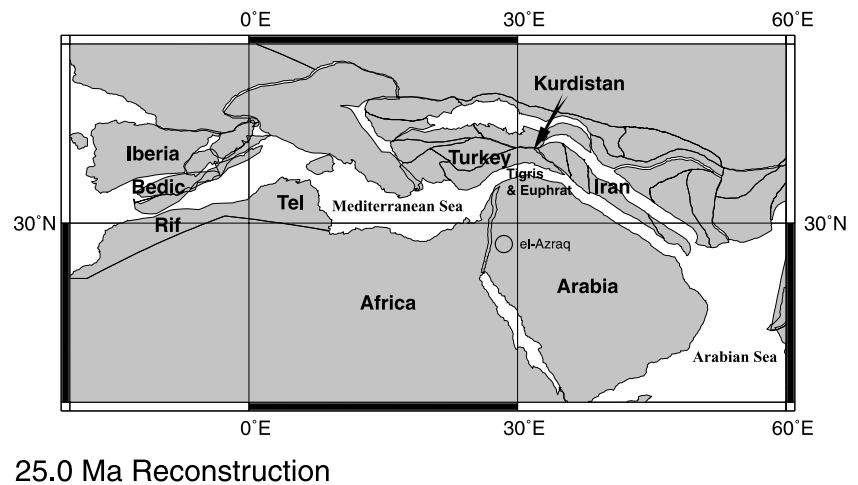 0˚E 30˚E 60˚E
Kurdistan
Iberia
Turkey
Bedic
Tigris
& Euphrat
Iran
Tel
Mediterranean Sea
Rif
30˚N 30˚N
el-Azraq
Africa
Arabia
Arabian Sea
0˚E 30˚E 60˚E
25.0 Ma Reconstruction